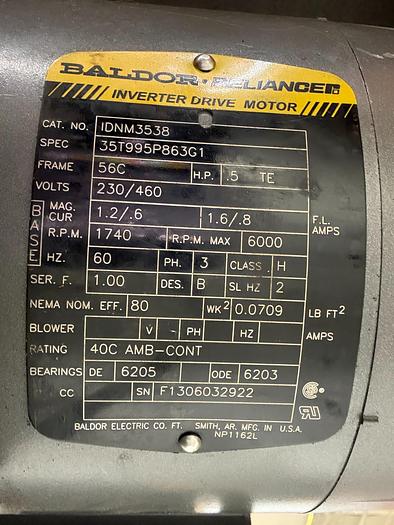 BALDOR • RELIANCER
INVERTER DRIVE MOTOR
CAT. NO. IDNM3538
SPEC 35T995P863G1
FRAME 56C H.P. .5 TE
VOLTS 230/460
MAG. CUR 1.2/.6 1.6/.8 F.L. AMPS
BASE R.P.M. 1740 R.P.M. MAX 6000
HZ. 60 PH. 3 CLASS H
SER. F. 1.00 DES. B SL HZ 2
NEMA NOM. EFF. 80 WK² 0.0709 LB FT²
BLOWER V - PH HZ AMPS
RATING 40C AMB-CONT
BEARINGS DE 6205 ODE 6203
CC SN F1306032922
BALDOR ELECTRIC CO. FT. SMITH, AR. MFG. IN U.S.A.
NP1162L